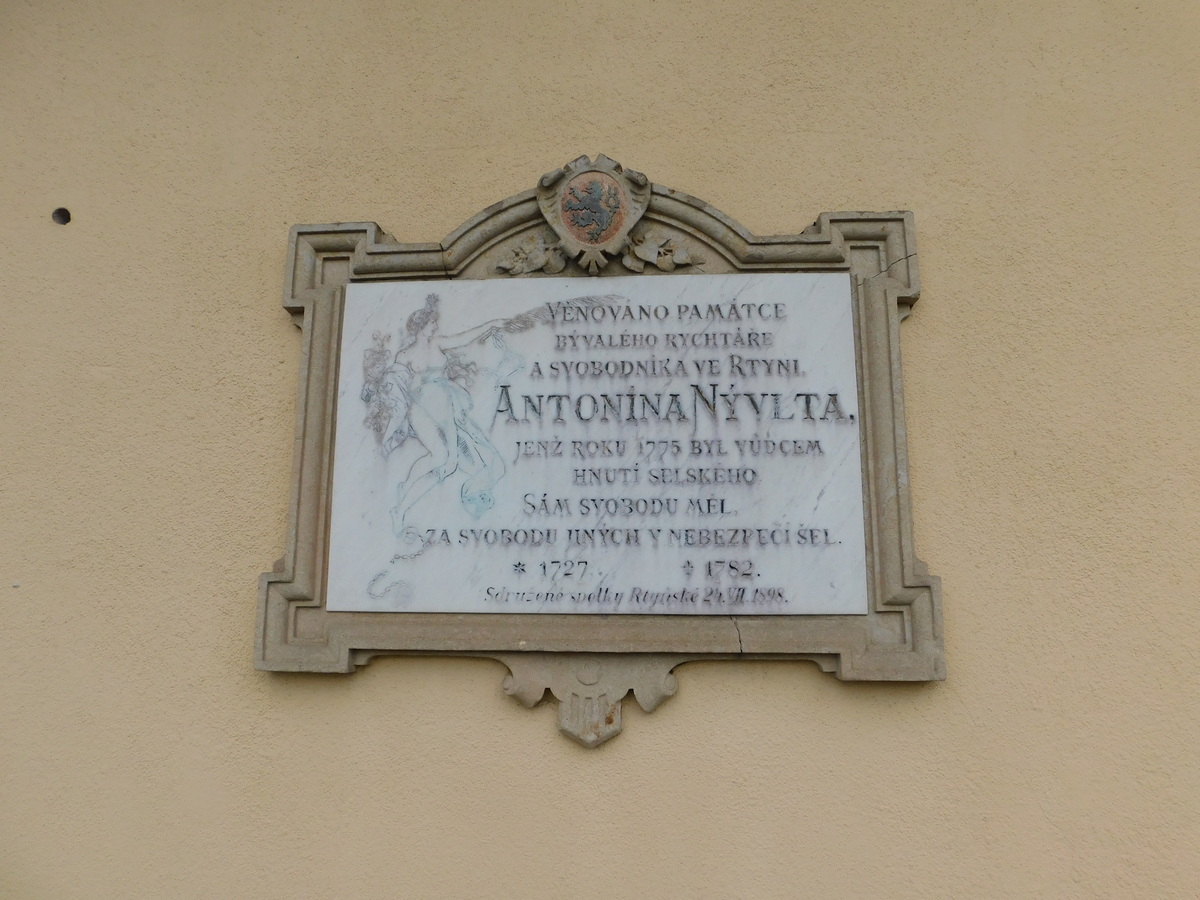 Věnováno památce
bývalého rychtáře
a svobodníka ve Rtyni,
Antonína Nývlta,
jenž roku 1775 byl vůdcem
hnutí selského.
Sám svobodu měl,
za svobodu jiných v nebezpečí šel.
* 1727. † 1782.
Sdružené spolky Rtyňské 24.VII.1898.